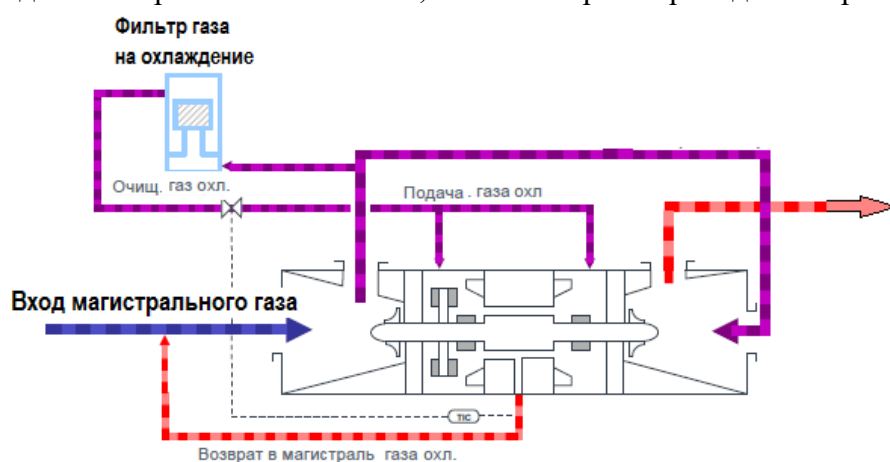 Фильтр газа
на охлаждение
Очищ. газ охл.
Подача . газа охл
Вход магистрального газа
TIC
Возврат в магистраль газа охл.